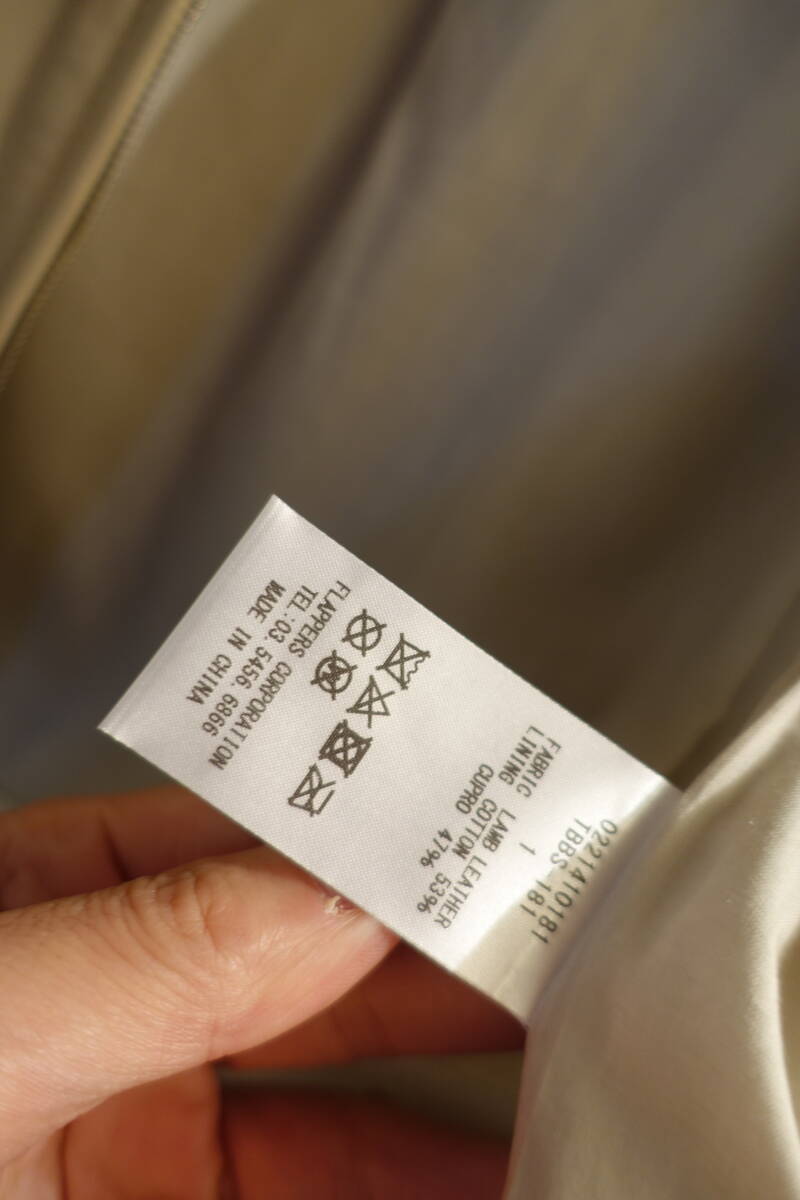 0221410181
TBBS 181
1
FABRIC LAMB LEATHER
LINING COTTON 53%
CUPRO 47%
FLAPPERS CORPORATION
TEL:03.5456.6866
MADE IN CHINA